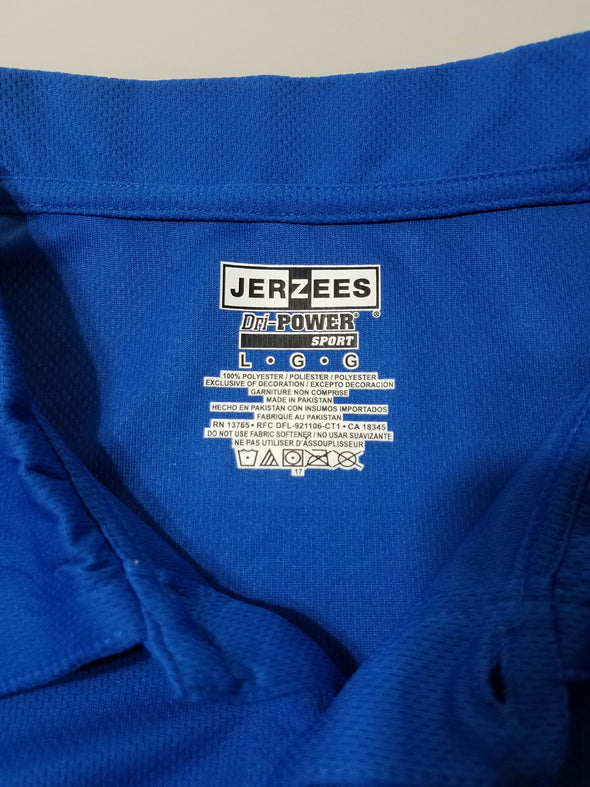 JERZEES
Dri-POWER® ®
SPORT
L • G • G
100% POLYESTER / POLIÉSTER / POLYESTER
EXCLUSIVE OF DECORATION / EXCEPTO DECORACIÓN
GARNITURE NON COMPRISE
MADE IN PAKISTAN
HECHO EN PAKISTAN CON INSUMOS IMPORTADOS
FABRIQUÉ AU PAKISTAN
RN 13765 • RFC DFL-921106-CT1 • CA 18345
DO NOT USE FABRIC SOFTENER / NO USAR SUAVIZANTE
NE PAS UTILISER D'ASSOUPLISSEUR
17